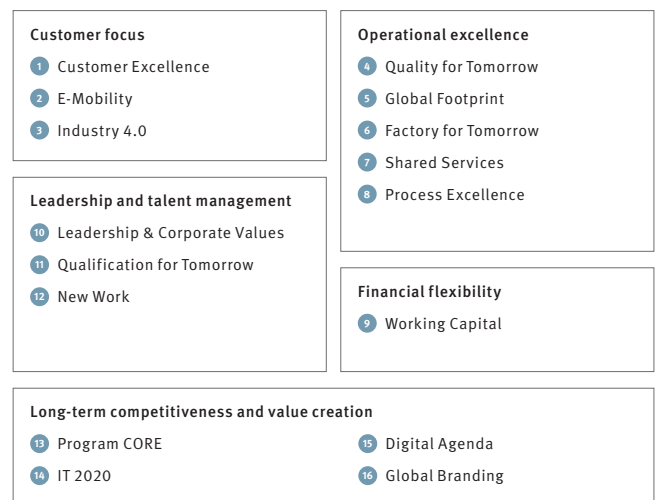 Customer focus
1 Customer Excellence
2 E-Mobility
3 Industry 4.0
Operational excellence
4 Quality for Tomorrow
5 Global Footprint
6 Factory for Tomorrow
7 Shared Services
8 Process Excellence
Leadership and talent management
10 Leadership & Corporate Values
11 Qualification for Tomorrow
12 New Work
Financial flexibility
9 Working Capital
Long-term competitiveness and value creation
13 Program CORE
14 IT 2020
15 Digital Agenda
16 Global Branding